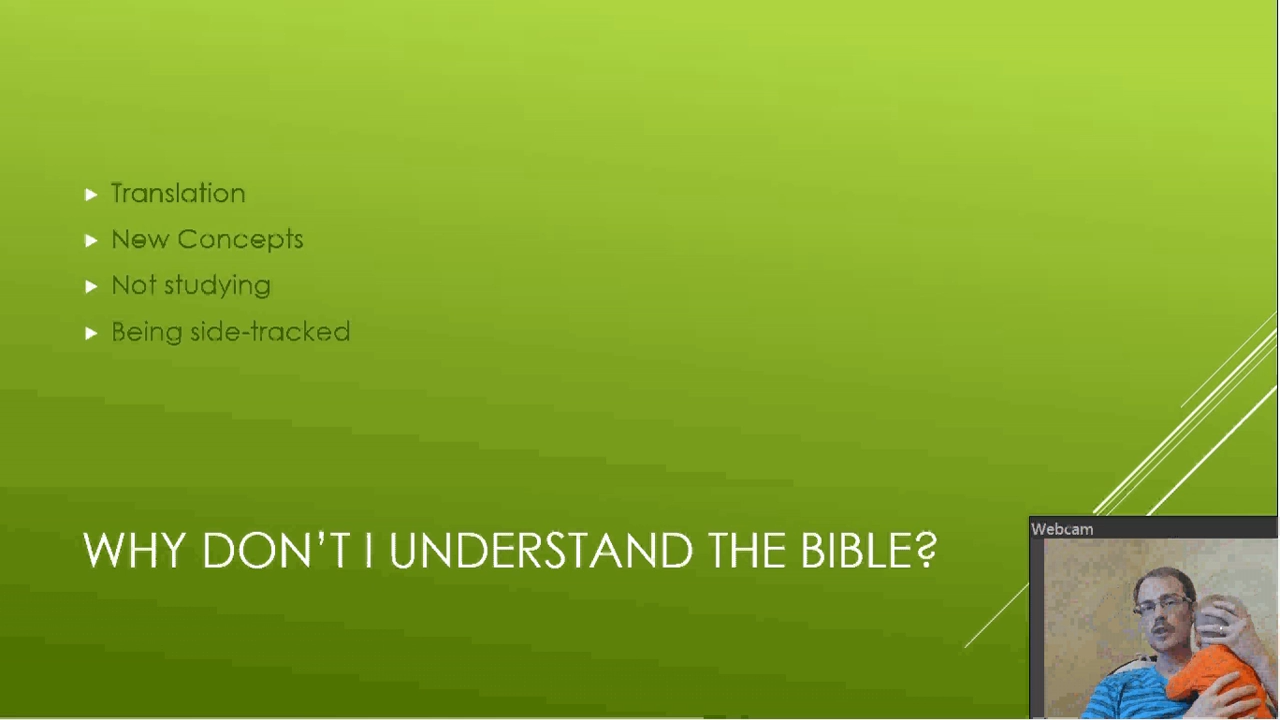 Translation
New Concepts
Not studying
Being side-tracked
WHY DON'T I UNDERSTAND THE BIBLE?
Webcam